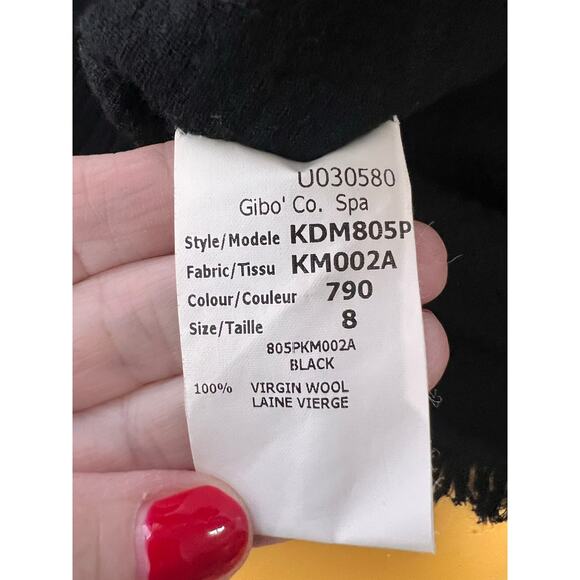 U030580
Gibo' Co. Spa
Style/Modele KDM805P
Fabric/Tissu KM002A
Colour/Couleur 790
Size/Taille 8
805PKM002A
BLACK
100% VIRGIN WOOL
LAINE VIERGE